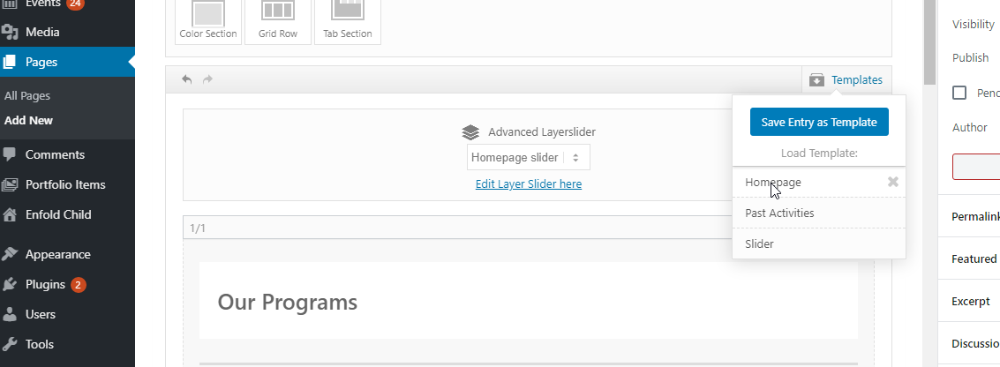 Events 24
Media
Pages
All Pages
Add New
Comments
Portfolio Items
Enfold Child
Appearance
Plugins 2
Users
Tools
Color Section
Grid Row
Tab Section
Templates
Save Entry as Template
Load Template:
Homepage
Past Activities
Slider
Advanced Layerslider
Homepage slider
Edit Layer Slider here
1/1
Our Programs
Visibility
Publish
Pend
Author
Permalink
Featured
Excerpt
Discussio